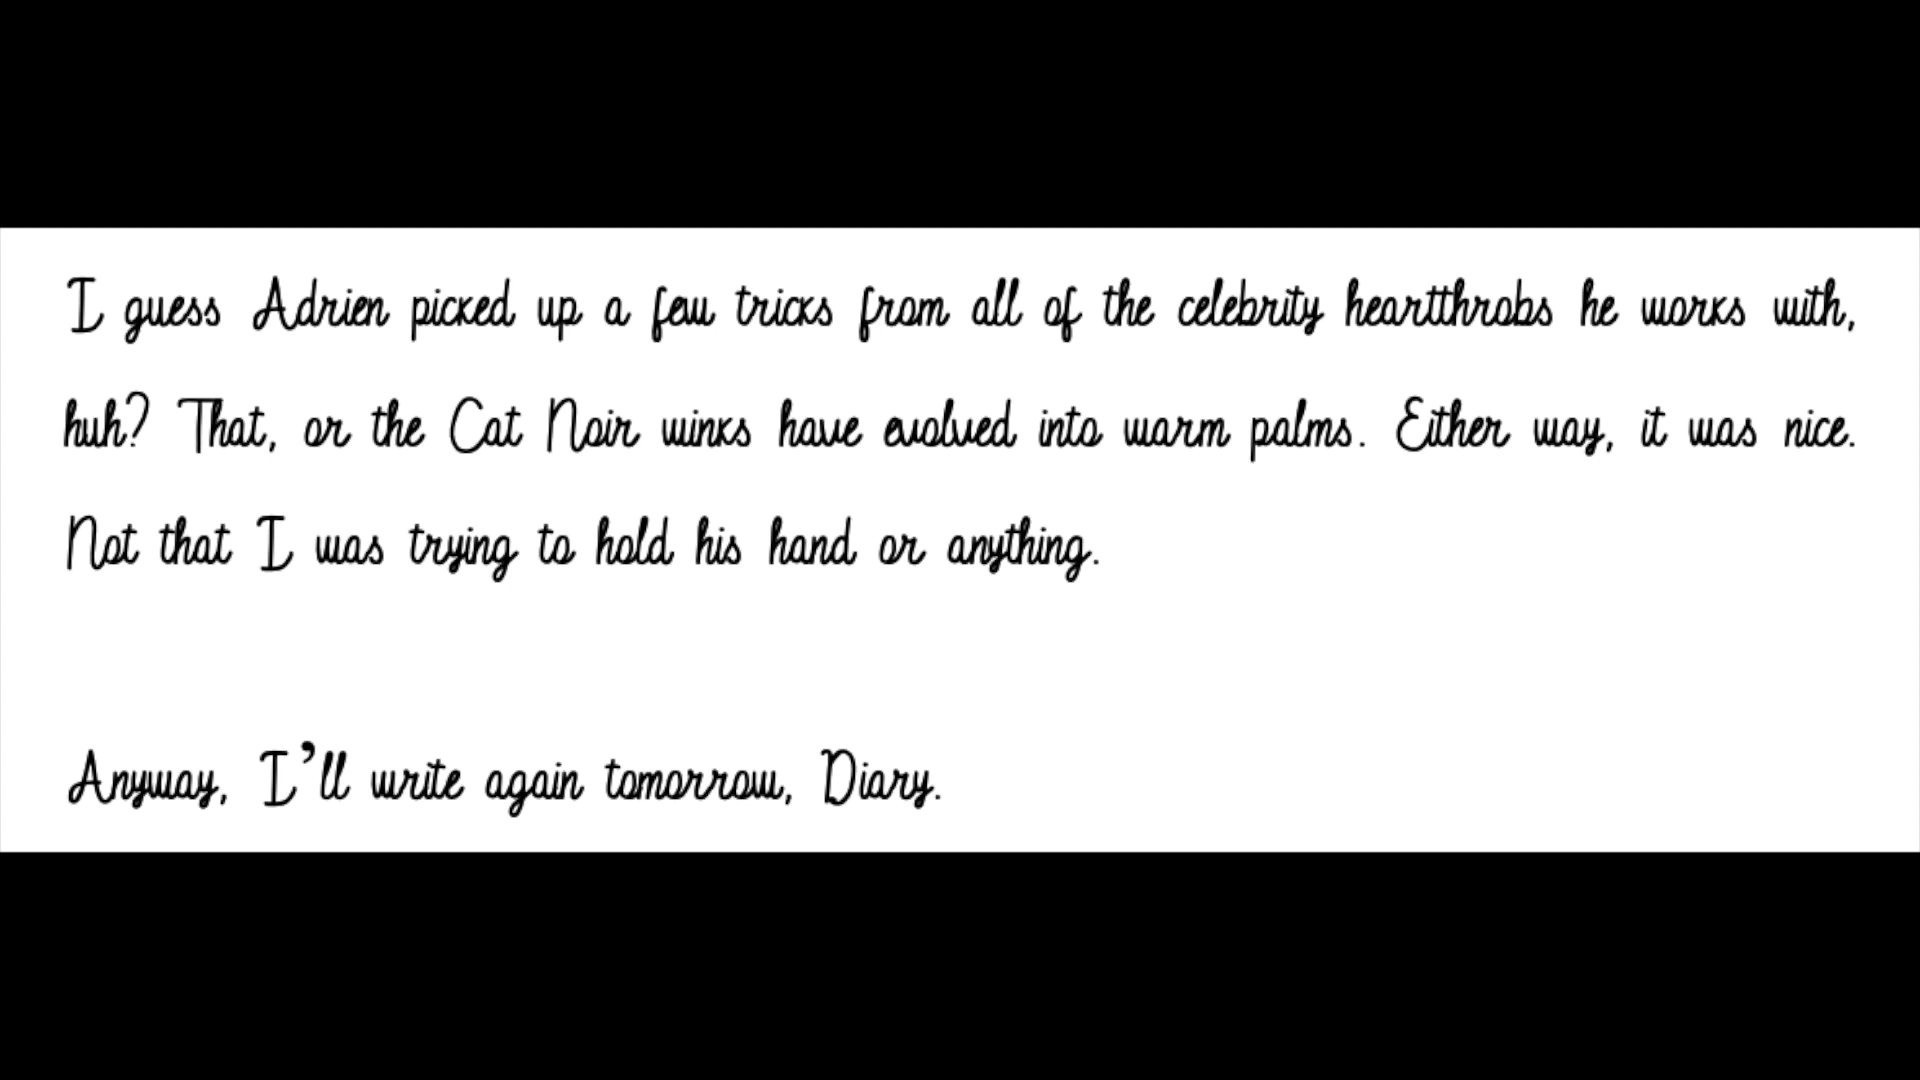 I guess Adrien picked up a few tricks from all of the celebrity heartthrobs he works with,
huh? That, or the Cat Noir winks have evolved into warm palms. Either way, it was nice.
Not that I was trying to hold his hand or anything.
Anyway, I'll write again tomorrow, Diary.